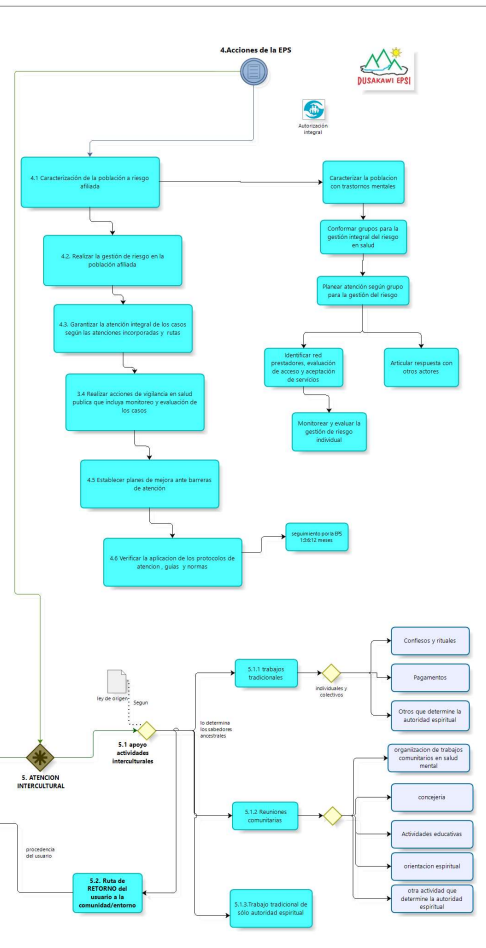 4.Acciones de la EPS
DUSAKAWI EPSI
Autorización
integral
4.1 Caracterización de la población a riesgo
afiliada
Caracterizar la poblacion
con trastornos mentales
Conformar grupos para la
gestión integral del riesgo
en salud
4.2. Realizar la gestión de riesgo en la
población afiliada
Planear atención según grupo
para la gestión del riesgo
4.3. Garantizar la atención integral de los casos
según las atenciones incorporadas y rutas
Identificar red
prestadores, evaluación
de acceso y aceptación
de servicios
Articular respuesta con
otros actores
3.4 Realizar acciones de vigilancia en salud
publica que incluya monitoreo y evaluación de
los casos
Monitorear y evaluar la
gestión de riesgo
individual
4.5 Establecer planes de mejora ante barreras
de atención
4.6 Verificar la aplicacion de los protocolos de
atencion , guías y normas
seguimiento por la EPS
1:3:6:12 meses
ley de origen
Segun
5.1.1 trabajos
tradicionales
individuales y
colectivos
Confiesos y rituales
Pagamentos
Otros que determine la
autoridad espiritual
lo determina
los sabedores
ancestrales
5. ATENCION
INTERCULTURAL
5.1 apoyo
actividades
interculturales
5.1.2 Reuniones
comunitarias
organizacion de trabajos
comunitarios en salud
mental
concejeria
Actividades educativas
orientacion espiritual
otra actividad que
determine la autoridad
espiritual
procedencia
del usuario
5.2. Ruta de
RETORNO del
usuario a la
comunidad/entorno
5.1.3.Trabajo tradicional de
sólo autoridad espiritual